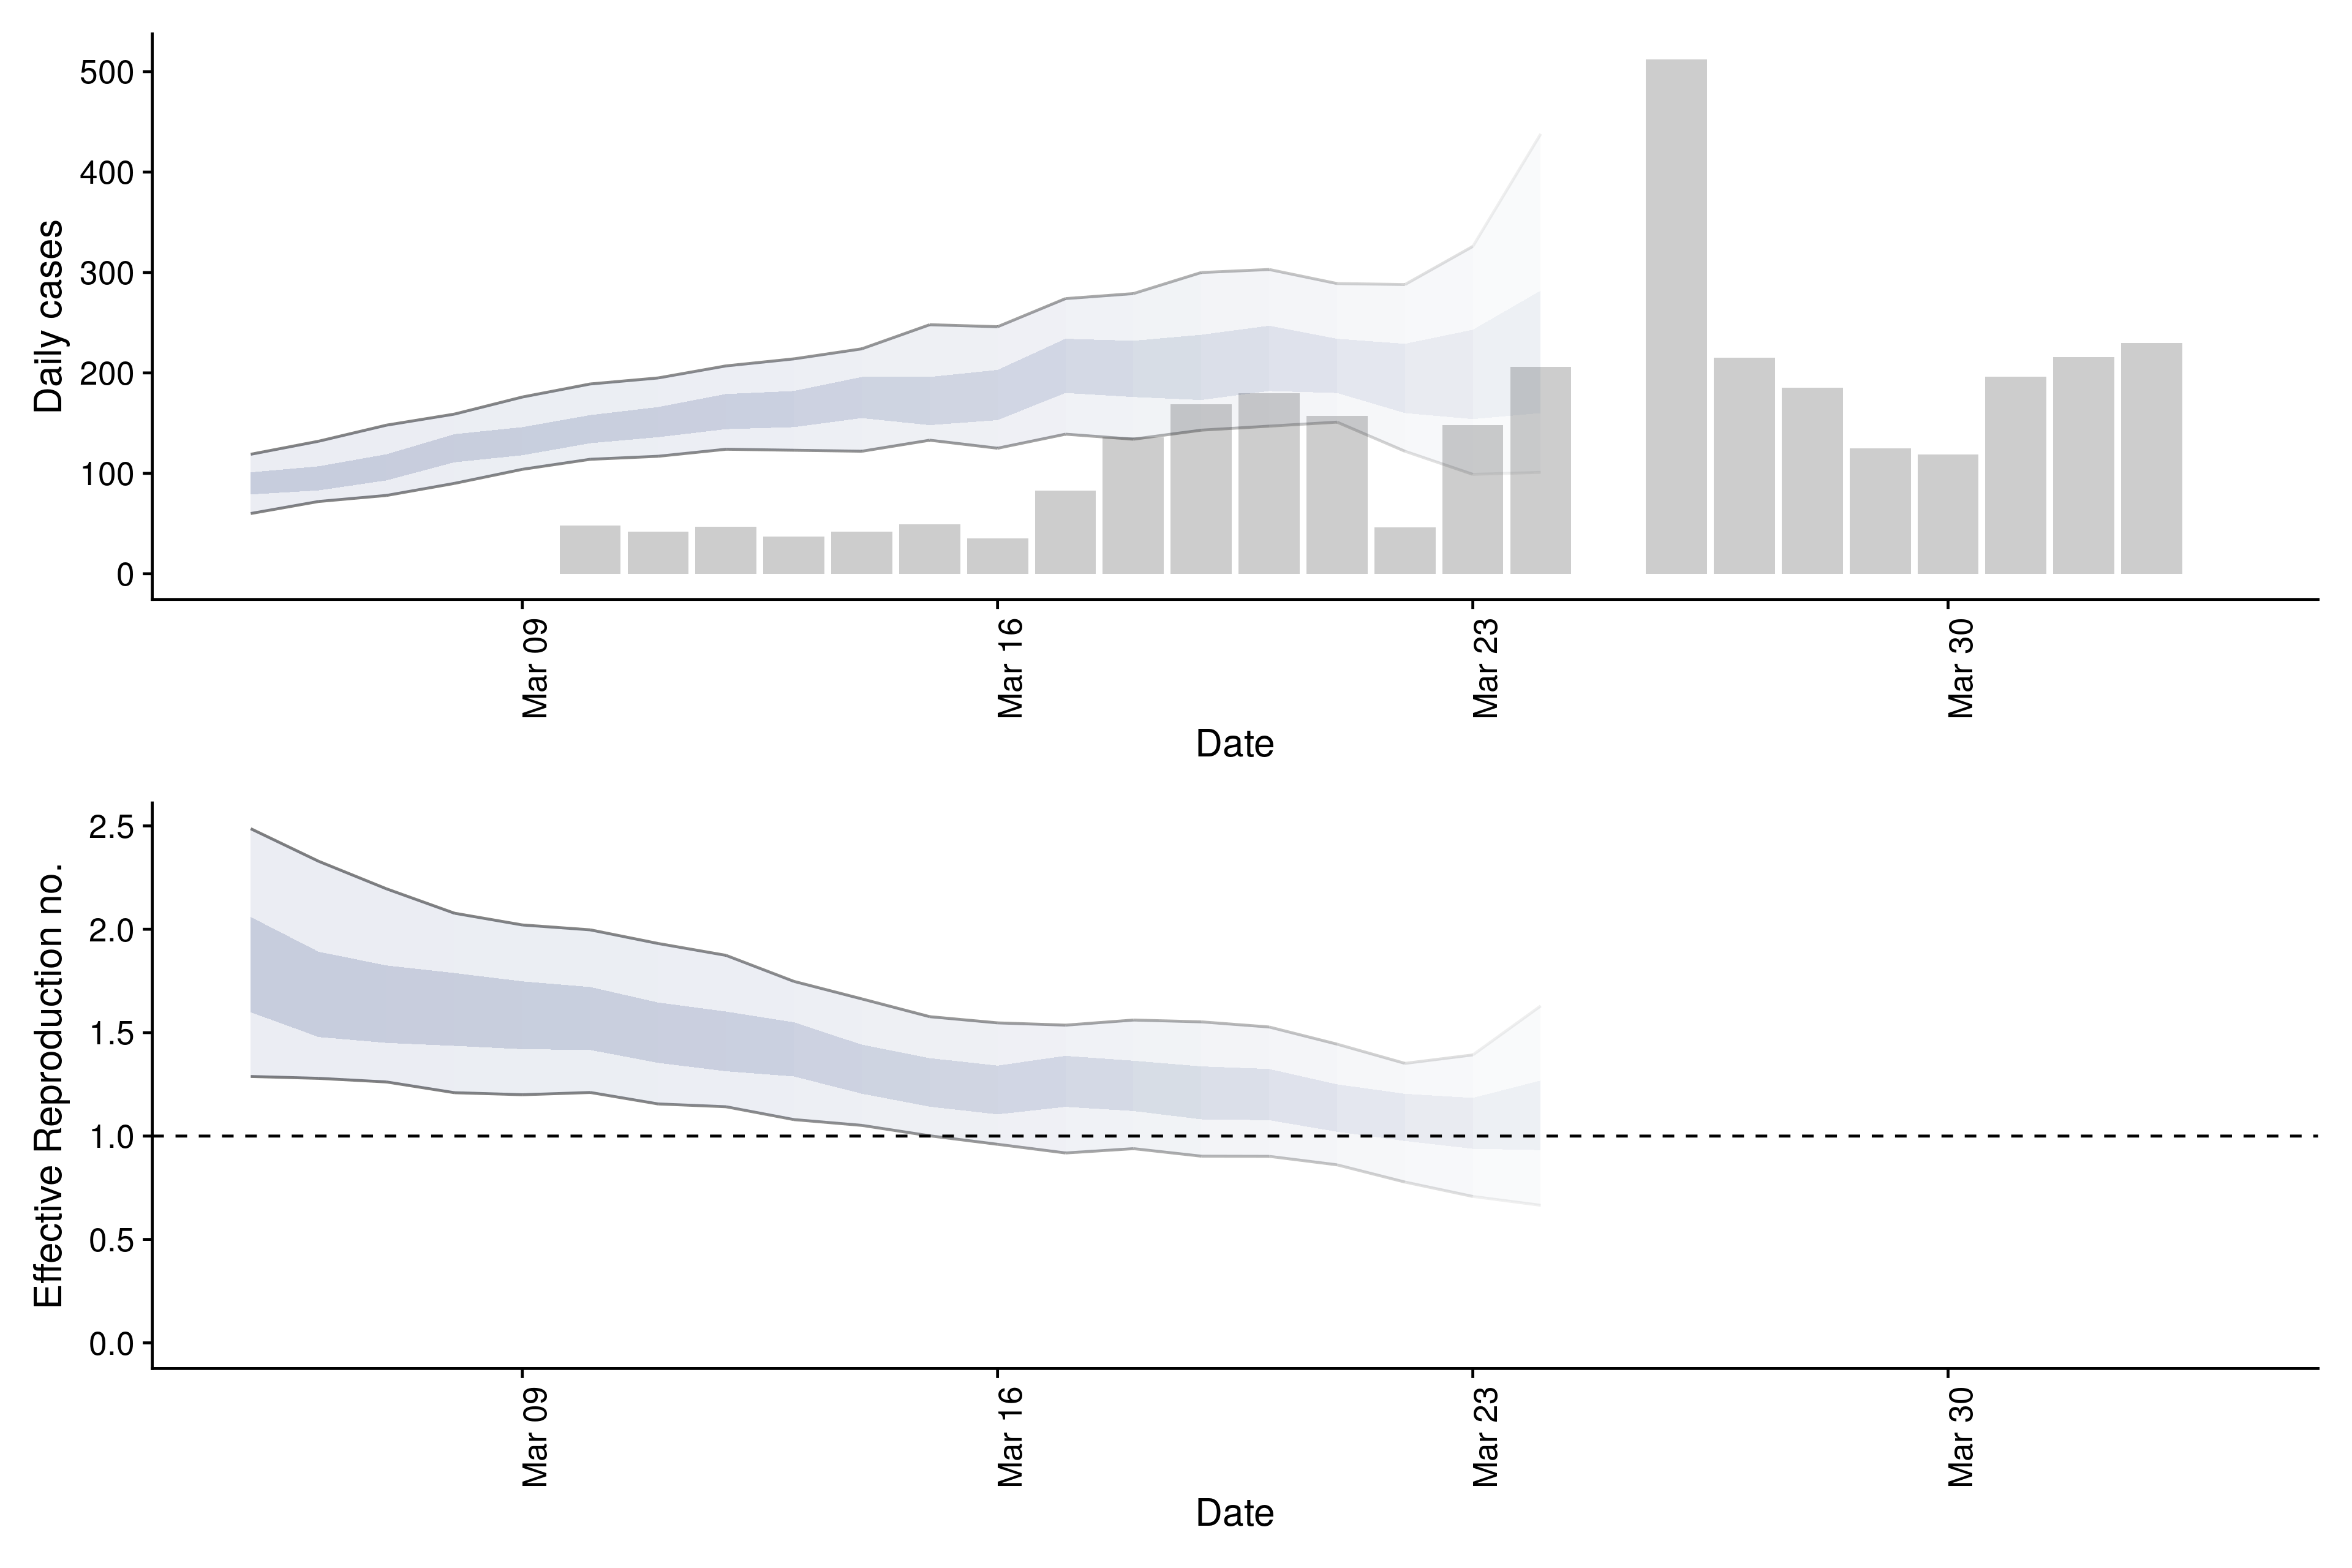 Daily cases
500
400
300
200
100
0
Mar 09
Mar 16
Mar 23
Mar 30
Date
Effective Reproduction no.
2.5
2.0
1.5
1.0
0.5
0.0
Mar 09
Mar 16
Mar 23
Mar 30
Date